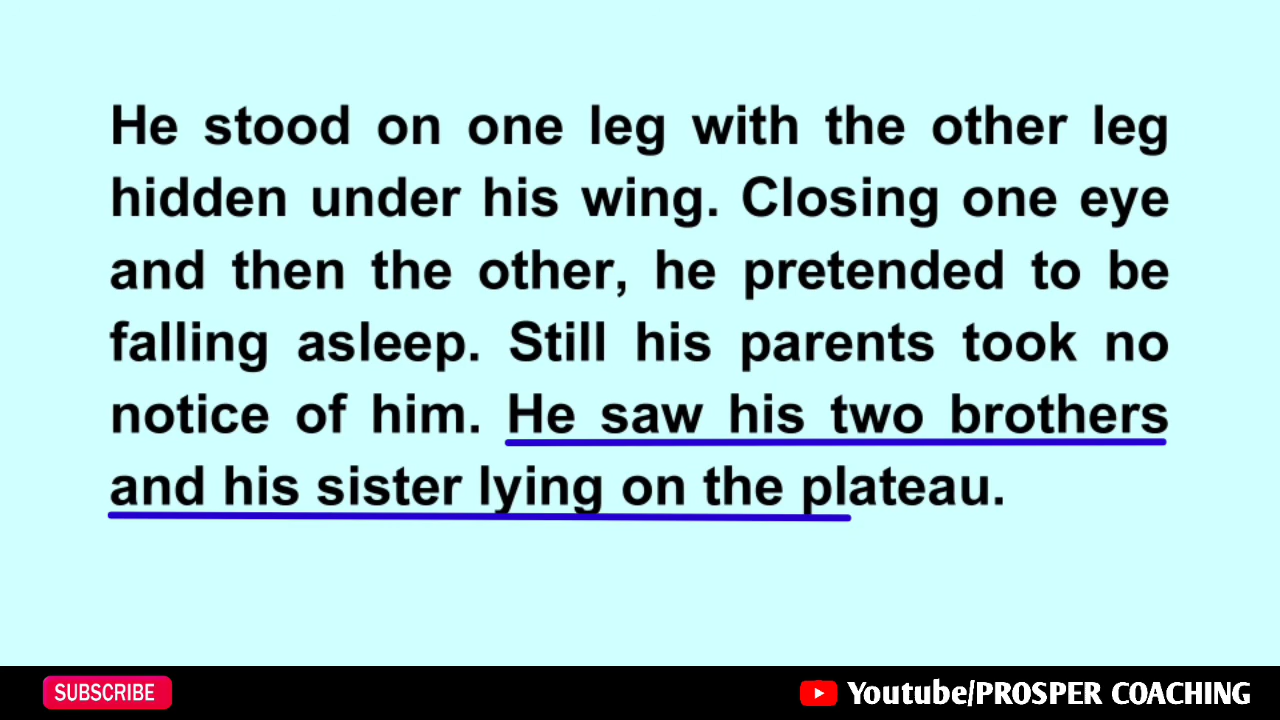 He stood on one leg with the other leg
hidden under his wing. Closing one eye
and then the other, he pretended to be
falling asleep. Still his parents took no
notice of him. He saw his two brothers
and his sister lying on the plateau.
SUBSCRIBE
Youtube/PROSPER COACHING